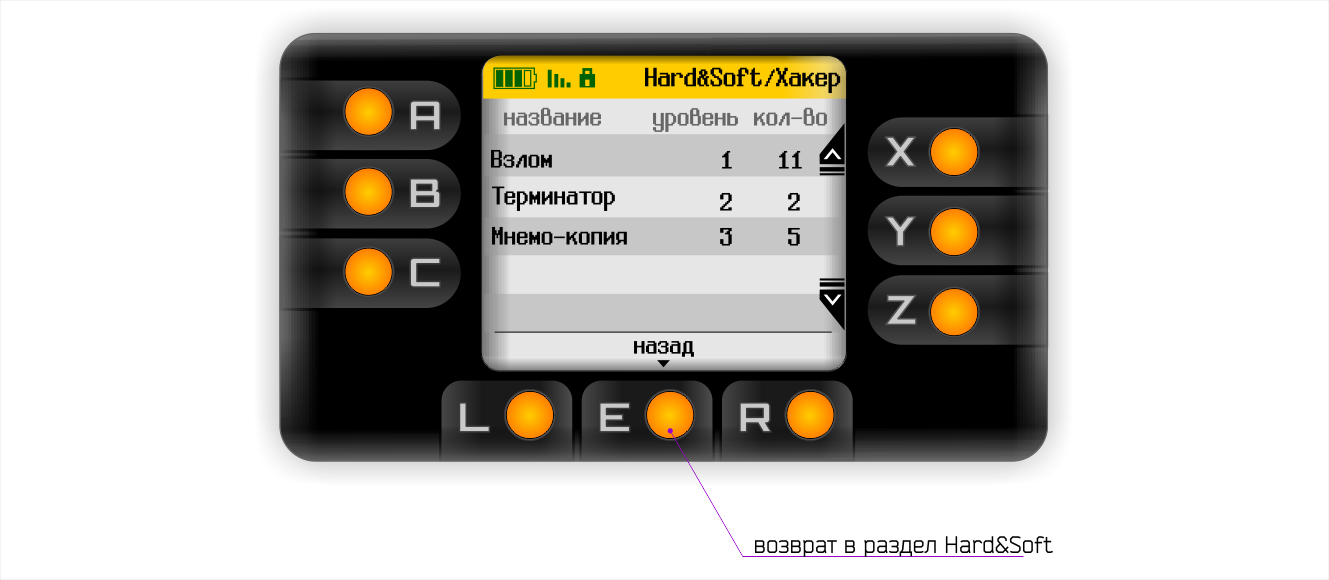 Hard&Soft/Хакер
A
название уровень кол-во
X
Взлом 1 11
B
Терминатор 2 2
Y
Мнемо-копия 3 5
C
Z
назад
L
E
R
возврат в раздел Hard&Soft